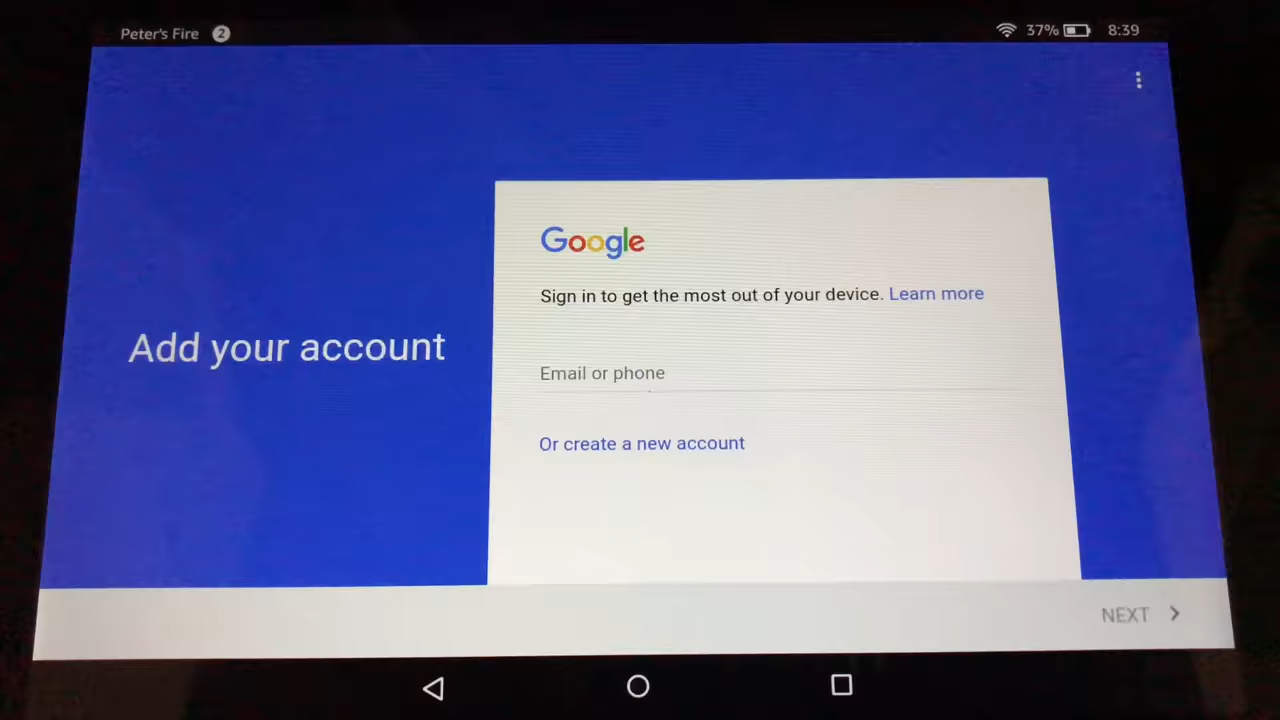 Peter's Fire 2
37% 8:39
Google
Sign in to get the most out of your device. Learn more
Add your account
Email or phone
Or create a new account
NEXT